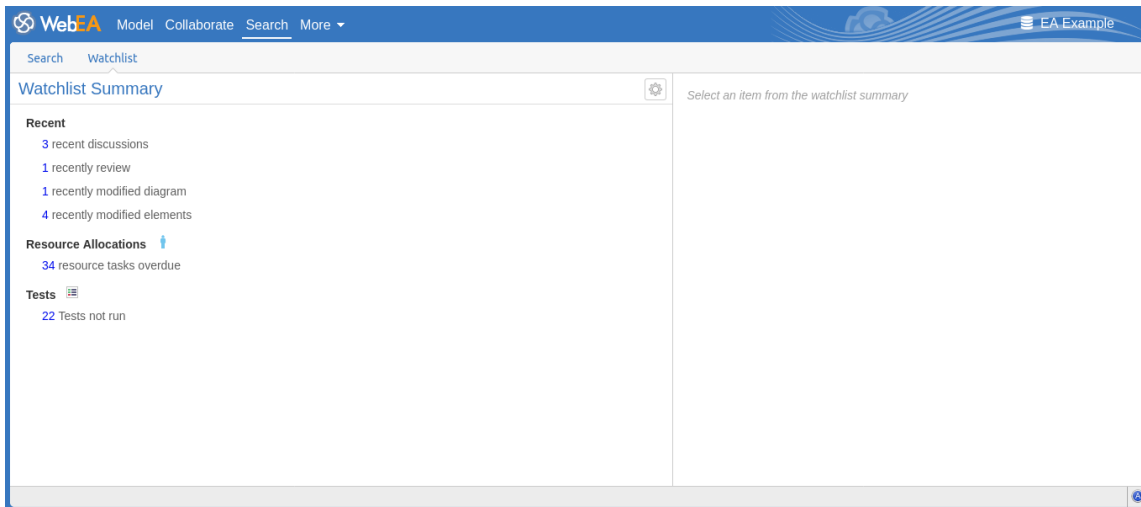 WebEA Model Collaborate Search More EA Example
Search Watchlist
Watchlist Summary
Select an item from the watchlist summary
Recent
3 recent discussions
1 recently review
1 recently modified diagram
4 recently modified elements
Resource Allocations
34 resource tasks overdue
Tests
22 Tests not run